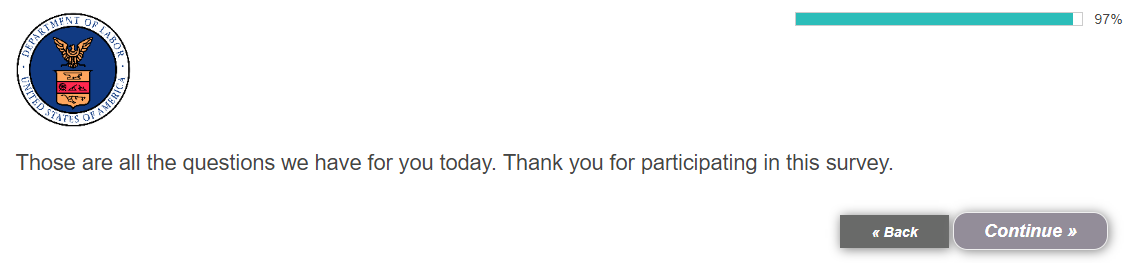 DEPARTMENT OF LABOR
UNITED STATES OF AMERICA
97%
Those are all the questions we have for you today. Thank you for participating in this survey.
« Back
Continue »